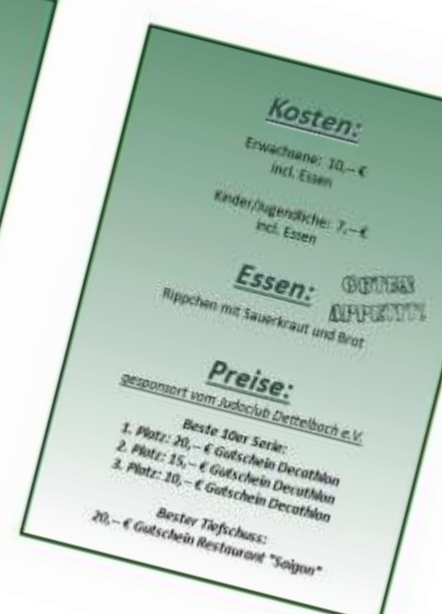 Kosten:
Erwachsene: 10,– €
incl. Essen
Kinder/Jugendliche: 7,– €
incl. Essen
Essen:
GUTEN
APPETIT!
Rippchen mit Sauerkraut und Brot
Preise:
gesponsort vom Judoclub Dettelbach e.V.
Beste 10er Serie:
1. Platz: 20,– € Gutschein Decathlon
2. Platz: 15,– € Gutschein Decathlon
3. Platz: 10,– € Gutschein Decathlon
Bester Tiefschuss:
20,– € Gutschein Restaurant "Saigon"